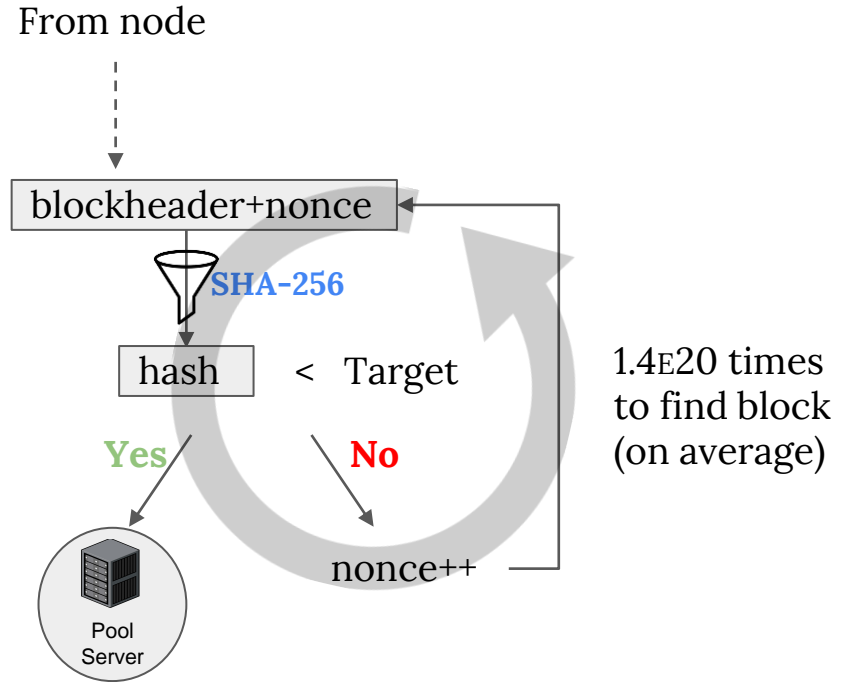 From node
blockheader+nonce
SHA-256
hash < Target
1.4E20 times
to find block
(on average)
Yes
No
nonce++
Pool
Server